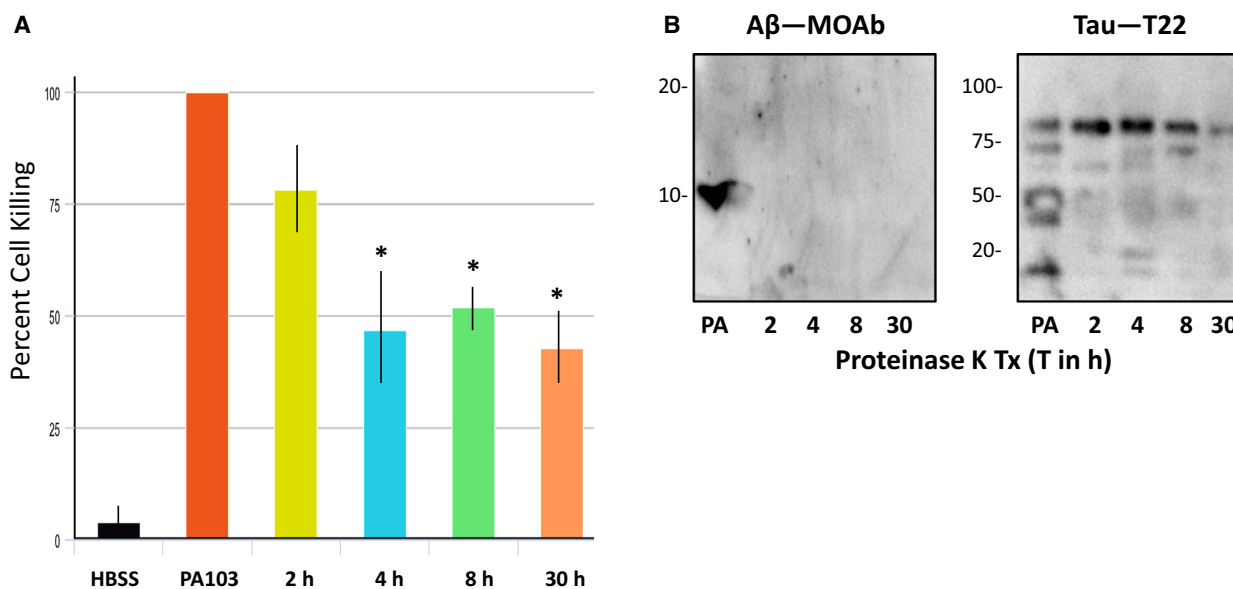 A
Percent Cell Killing
100
75
50
25
0
HBSS PA103 2 h 4 h 8 h 30 h
* * *
B
Aβ—MOAb
20-
10-
PA 2 4 8 30
Tau—T22
100-
75-
50-
20-
PA 2 4 8 30
Proteinase K Tx (T in h)